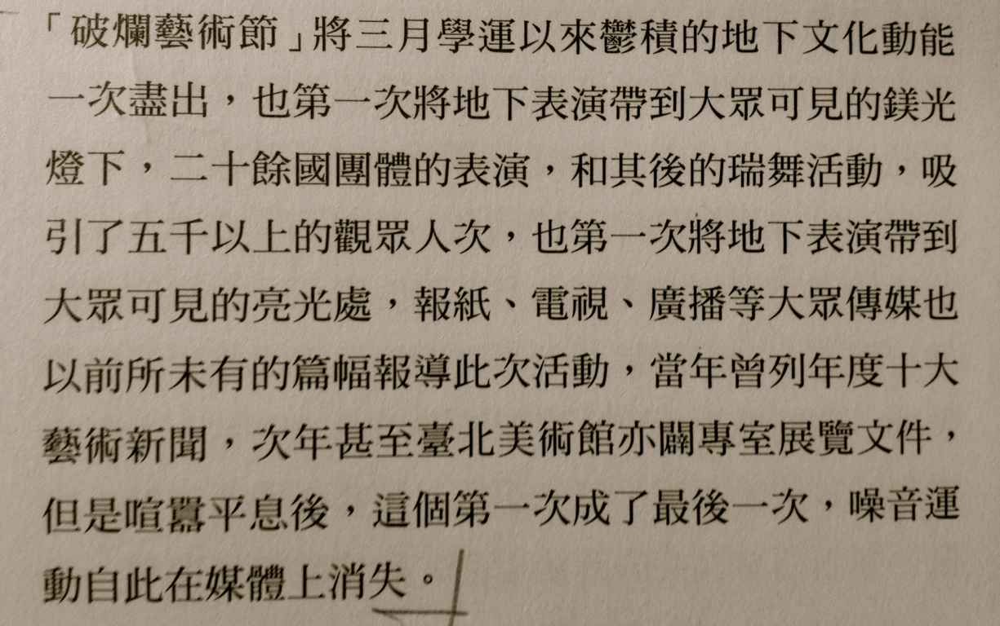 「破爛藝術節」將三月學運以來鬱積的地下文化動能
一次盡出，也第一次將地下表演帶到大眾可見的鎂光
燈下，二十餘國團體的表演，和其後的瑞舞活動，吸
引了五千以上的觀眾人次，也第一次將地下表演帶到
大眾可見的亮光處，報紙、電視、廣播等大眾傳媒也
以前所未有的篇幅報導此次活動，當年曾列年度十大
藝術新聞，次年甚至臺北美術館亦闢專室展覽文件，
但是喧囂平息後，這個第一次成了最後一次，噪音運
動自此在媒體上消失。